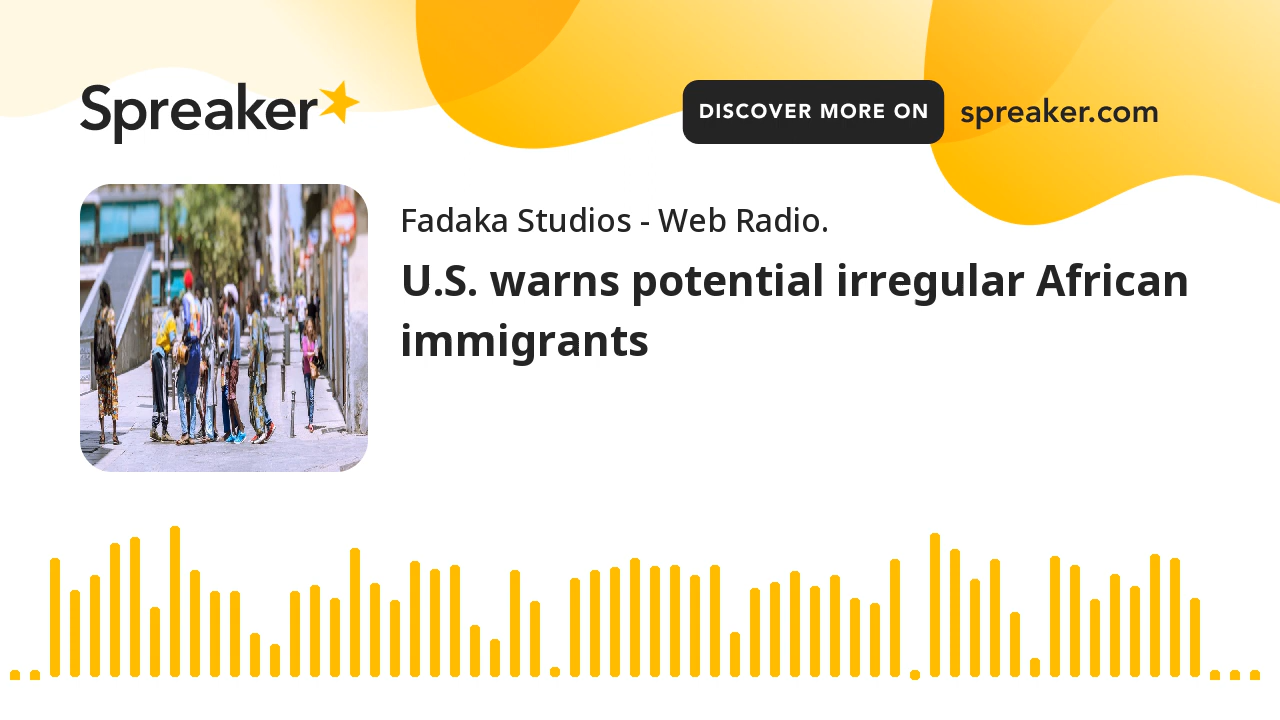 Spreaker
DISCOVER MORE ON spreaker.com
Fadaka Studios - Web Radio.
U.S. warns potential irregular African
immigrants